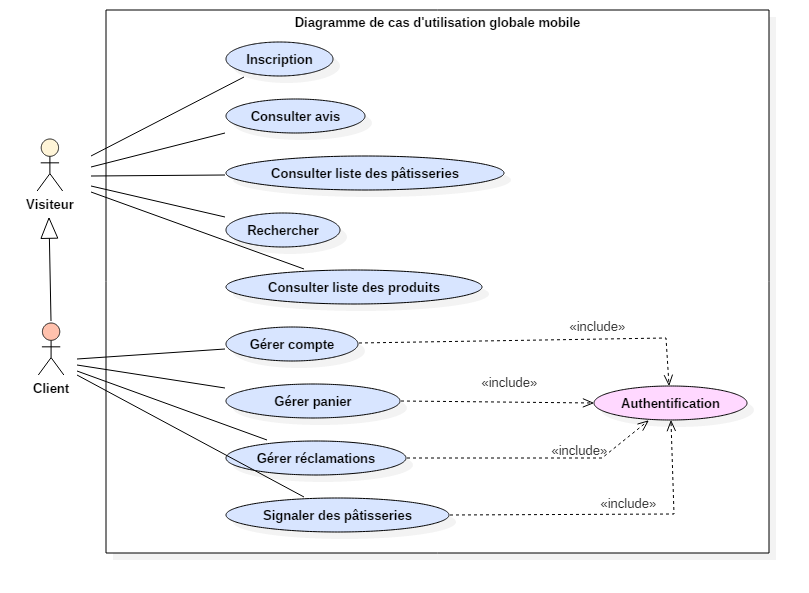 Diagramme de cas d'utilisation globale mobile
Inscription
Consulter avis
Consulter liste des pâtisseries
Visiteur
Rechercher
Consulter liste des produits
«include»
Gérer compte
Client
«include»
Gérer panier
Authentification
«include»
Gérer réclamations
«include»
Signaler des pâtisseries